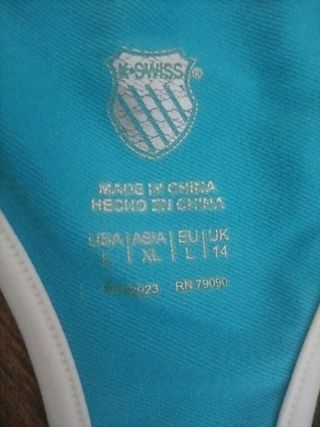 K•SWISS ®
MADE IN CHINA
HECHO EN CHINA
USA | ASIA | EU | UK
L | XL | L | 14
RN 79090